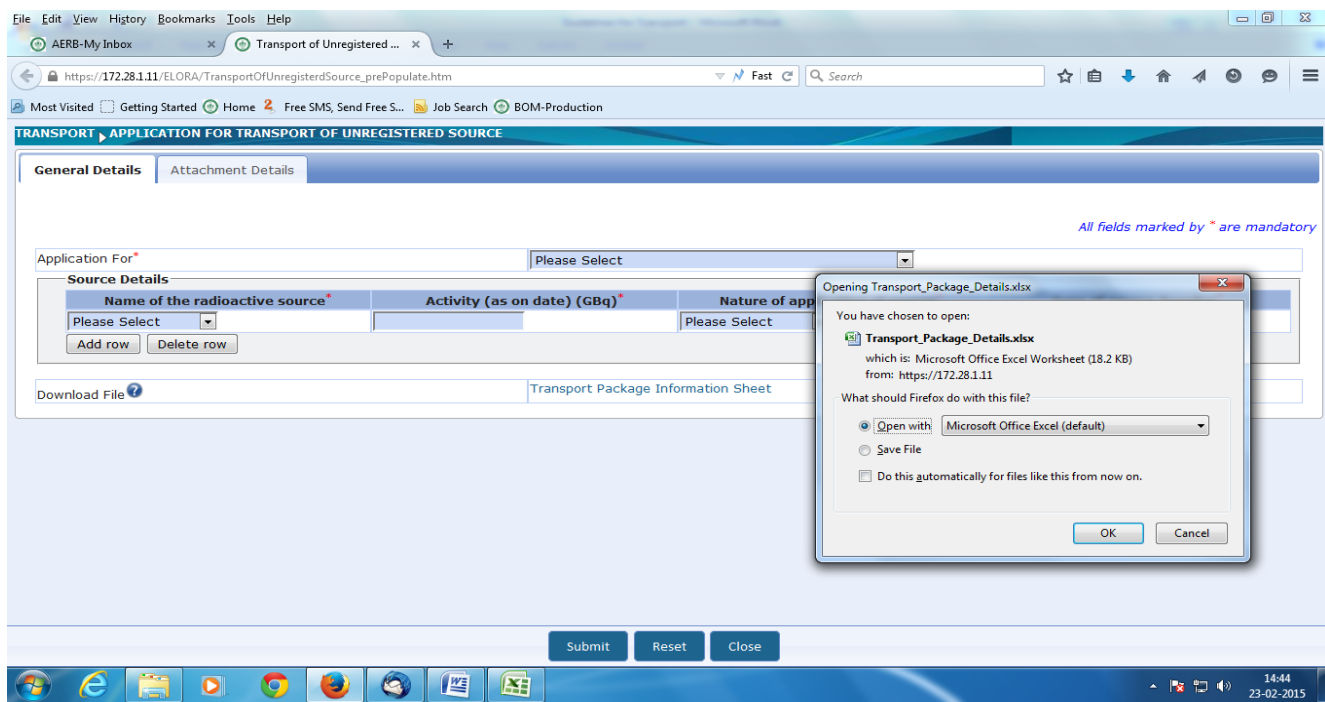 File Edit View History Bookmarks Tools Help
AERB-My Inbox × Transport of Unregistered ... × +
https://172.28.1.11/ELORA/TransportOfUnregisterdSource_prePopulate.htm Fast Search
Most Visited Getting Started Home Free SMS, Send Free S... Job Search BOM-Production
TRANSPORT APPLICATION FOR TRANSPORT OF UNREGISTERED SOURCE
General Details Attachment Details
All fields marked by * are mandatory
Application For* Please Select
Source Details
Name of the radioactive source* Activity (as on date) (GBq)* Nature of app
Please Select Please Select
Add row Delete row
Download File Transport Package Information Sheet
Opening Transport_Package_Details.xlsx
You have chosen to open:
Transport_Package_Details.xlsx
which is: Microsoft Office Excel Worksheet (18.2 KB)
from: https://172.28.1.11
What should Firefox do with this file?
Open with Microsoft Office Excel (default)
Save File
Do this automatically for files like this from now on.
OK Cancel
Submit Reset Close
14:44
23-02-2015